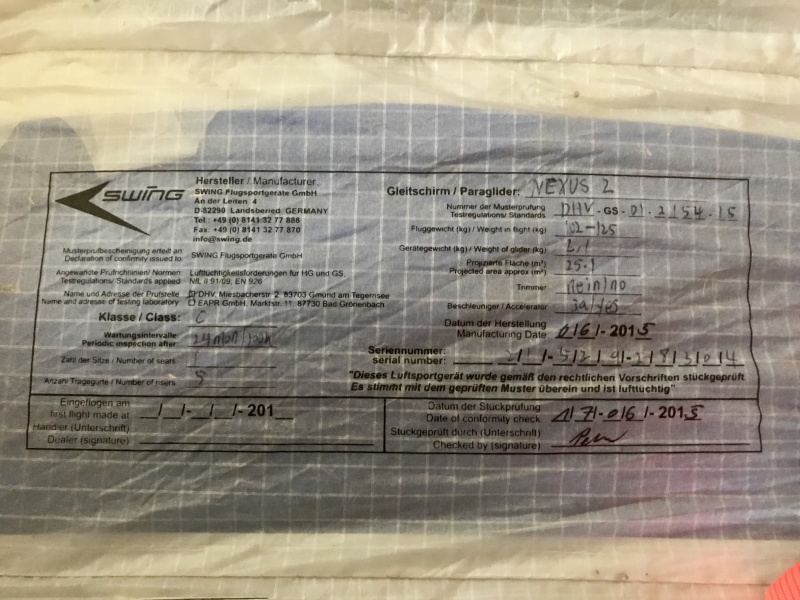 SWING
Hersteller / Manufacturer:
SWING Flugsportgeräte GmbH
An der Leiten 4
D-82290 Landsberied, GERMANY
Tel.: +49 (0) 8141 32 77 888
Fax: +49 (0) 8141 32 77 870
info@swing.de
Musterprüfbescheinigung erteilt an
Declaration of conformity issued to: SWING Flugsportgeräte GmbH
Angewandte Prüfrichtlinien/ Normen: Lufttüchtigkeitsforderungen für HG und GS,
Testregulations/ Standards applied: NfL II 91/09, EN 926
Name und Adresse der Prüfstelle: DHV, Miesbacherstr. 2, 83703 Gmund am Tegernsee
Name and adress of testing laboratory: EAPR GmbH, Marktstr. 11, 87730 Bad Grönenbach
Klasse / Class: C
Wartungsintervalle:
Periodic inspection after: 24 mon/100h
Zahl der Sitze / Number of seats:
Anzahl Tragegurte / Number of risers:
Gleitschirm / Paraglider: NEXUS 2
Nummer der Musterprüfung
Testregulations/ Standards DHV - GS - 01-2154-15
Fluggewicht (kg) / Weight in flight (kg) 102-125
Gerätegewicht (kg) / Weight of glider (kg)
Projizierte Fläche (m²)
Projected area approx (m²) 25.1
Trimmer nein/no
Beschleuniger / Accelerator ja/yes
Datum der Herstellung
Manufacturing Date 06/-2015
Seriennummer:
serial number:
"Dieses Luftsportgerät wurde gemäß den rechtlichen Vorschriften stückgeprüft.
Es stimmt mit dem geprüften Muster überein und ist lufttüchtig"
Eingeflogen am
first flight made at / / - / / - 201
Händler (Unterschrift)
Dealer (signature)
Datum der Stückprüfung
Date of conformity check 17-06/-2015
Stückgeprüft durch (Unterschrift)
Checked by (signature)